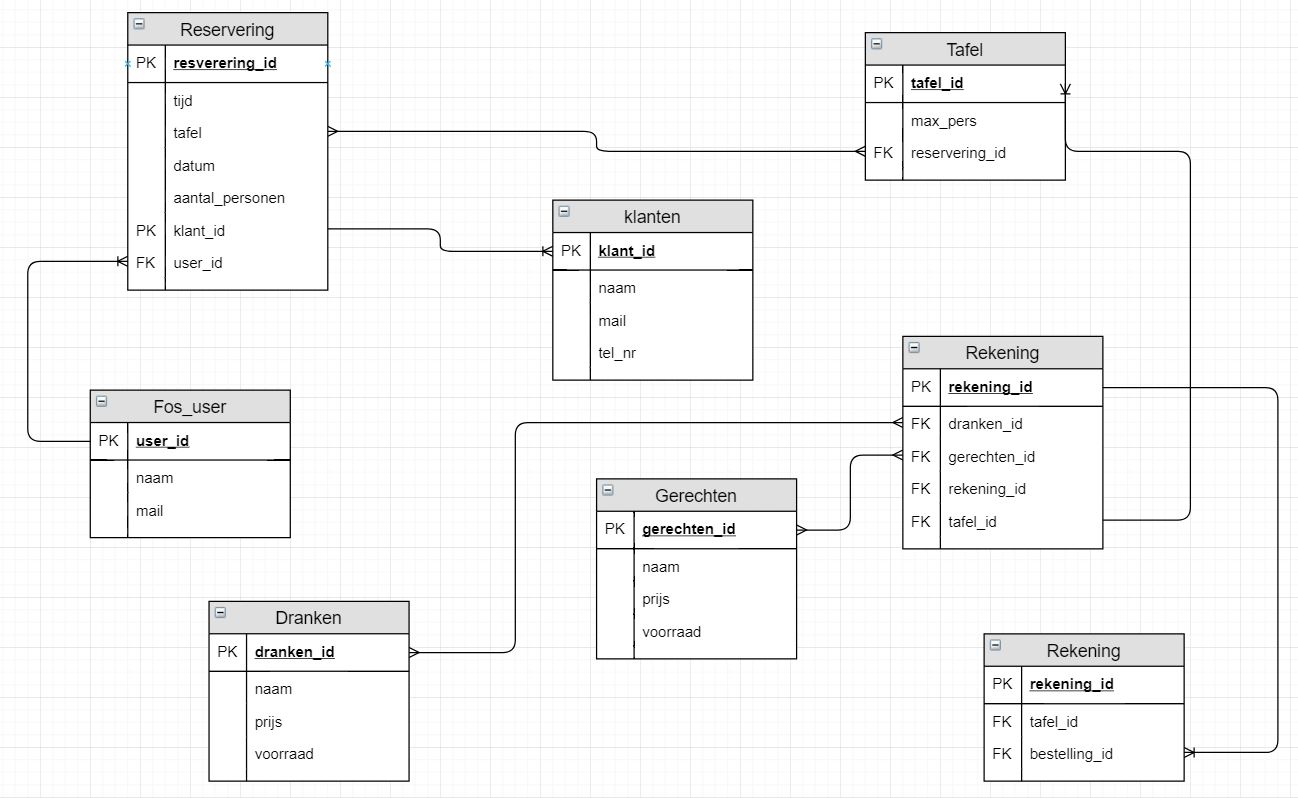 Reservering
PK resverering_id
tijd
tafel
datum
aantal_personen
PK klant_id
FK user_id
Tafel
PK tafel_id
max_pers
FK reservering_id
klanten
PK klant_id
naam
mail
tel_nr
Rekening
PK rekening_id
FK dranken_id
FK gerechten_id
FK rekening_id
FK tafel_id
Fos_user
PK user_id
naam
mail
Gerechten
PK gerechten_id
naam
prijs
voorraad
Dranken
PK dranken_id
naam
prijs
voorraad
Rekening
PK rekening_id
FK tafel_id
FK bestelling_id